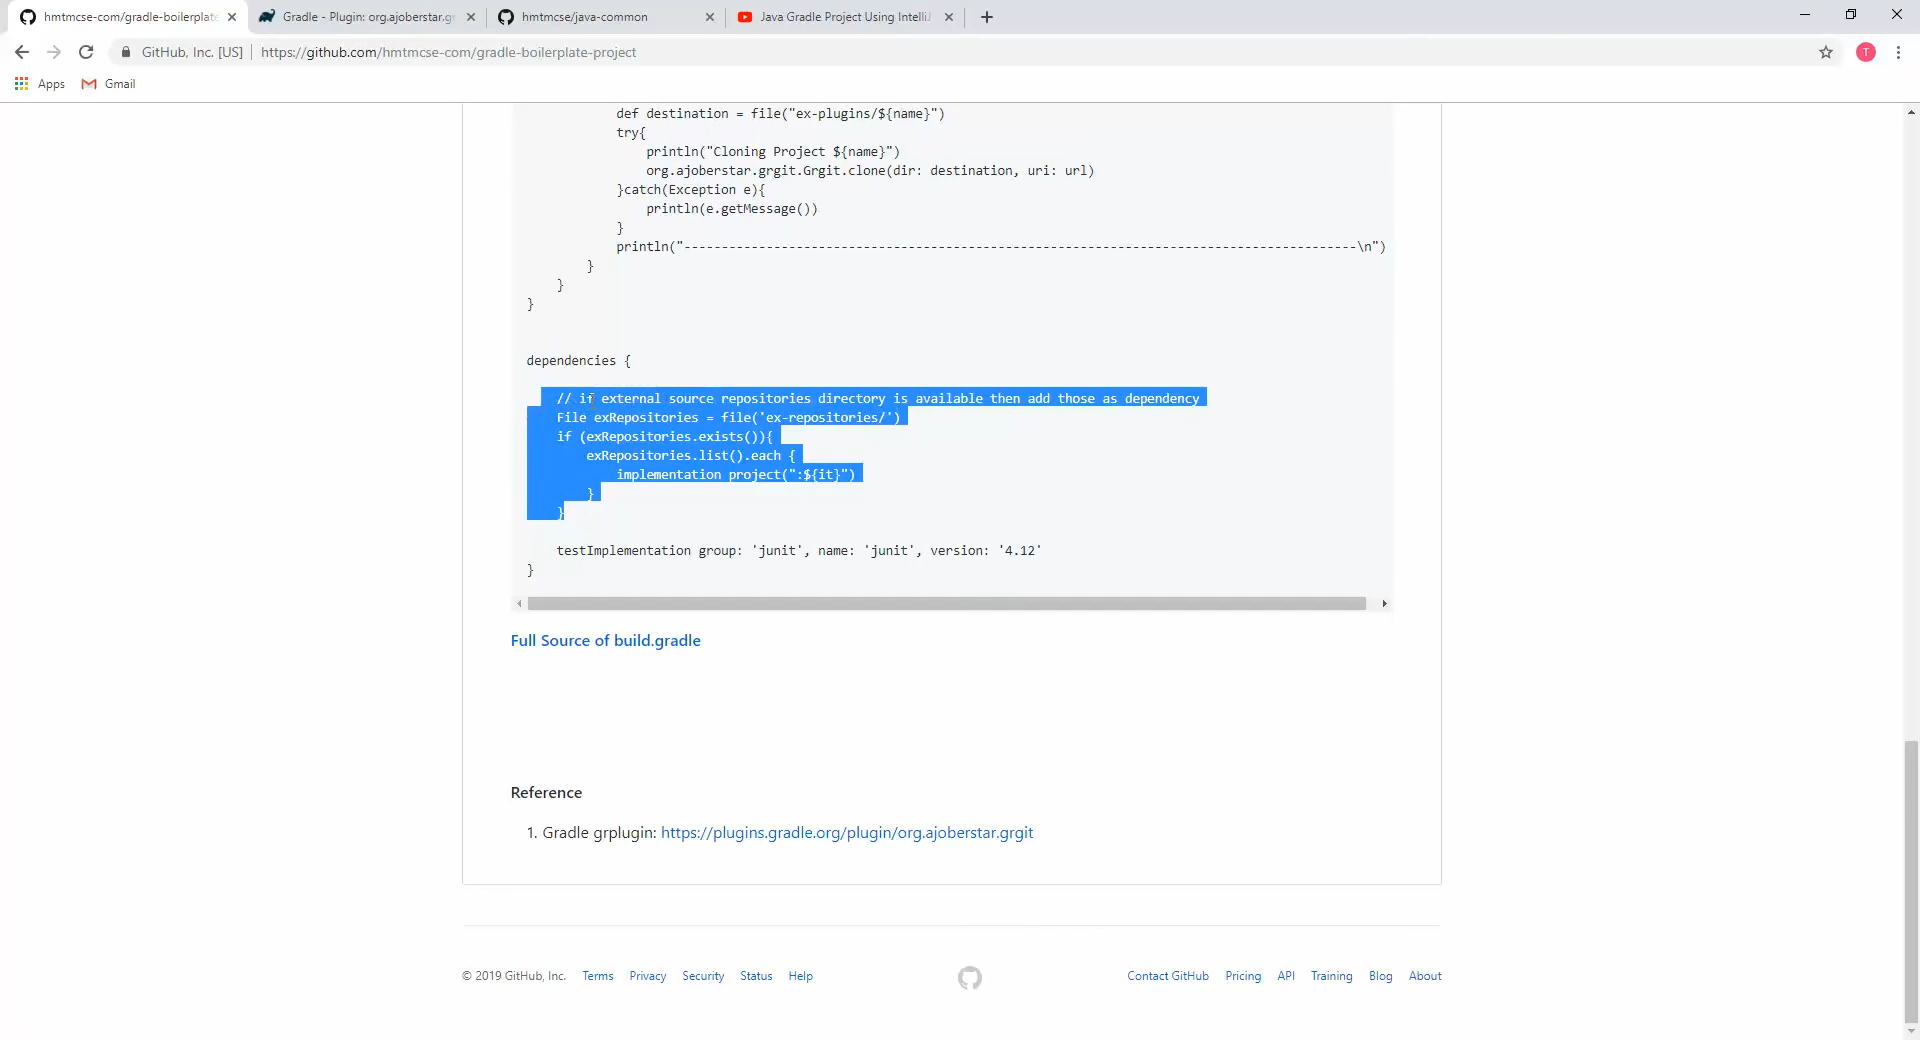 hmtmcse-com/gradle-boilerplate
Gradle - Plugin: org.ajoberstar.g
hmtmcse/java-common
Java Gradle Project Using IntelliJ
GitHub, Inc. [US]
https://github.com/hmtmcse-com/gradle-boilerplate-project
T
Apps
Gmail
def destination = file("ex-plugins/${name}")
try{
println("Cloning Project ${name}")
org.ajoberstar.grgit.Grgit.clone(dir: destination, uri: url)
}catch(Exception e){
println(e.getMessage())
}
println("------------------------------------------------------------------------------------------\n")
}
}
}
dependencies {
// if external source repositories directory is available then add those as dependency
File exRepositories = file('ex-repositories/')
if (exRepositories.exists()){
exRepositories.list().each {
implementation project(":${it}")
}
}
testImplementation group: 'junit', name: 'junit', version: '4.12'
}
Full Source of build.gradle
Reference
1. Gradle grplugin: https://plugins.gradle.org/plugin/org.ajoberstar.grgit
© 2019 GitHub, Inc.
Terms
Privacy
Security
Status
Help
Contact GitHub
Pricing
API
Training
Blog
About